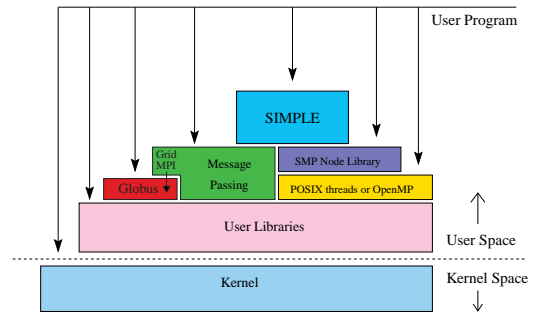 User Program
SIMPLE
Grid
MPI
Message
Passing
SMP Node Library
Globus
POSIX threads or OpenMP
User Libraries
User Space
Kernel
Kernel Space